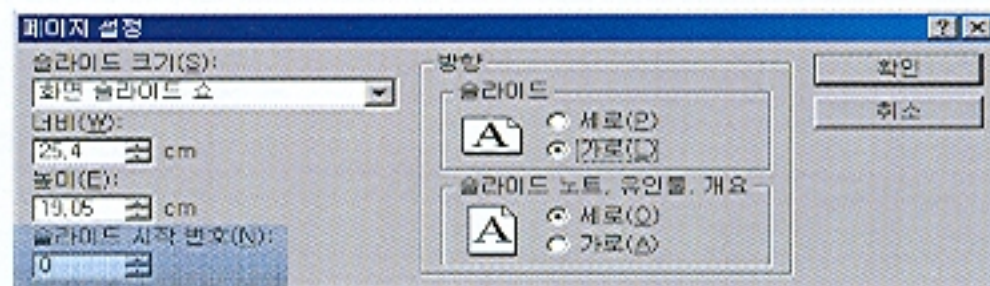 페이지 설정
슬라이드 크기(S):
화면 슬라이드 쇼
너비(W):
25.4 cm
높이(E):
19.05 cm
슬라이드 시작 번호(N):
0
방향
슬라이드
A
세로(P)
가로(L)
슬라이드 노트, 유인물, 개요
A
세로(O)
가로(A)
확인
취소